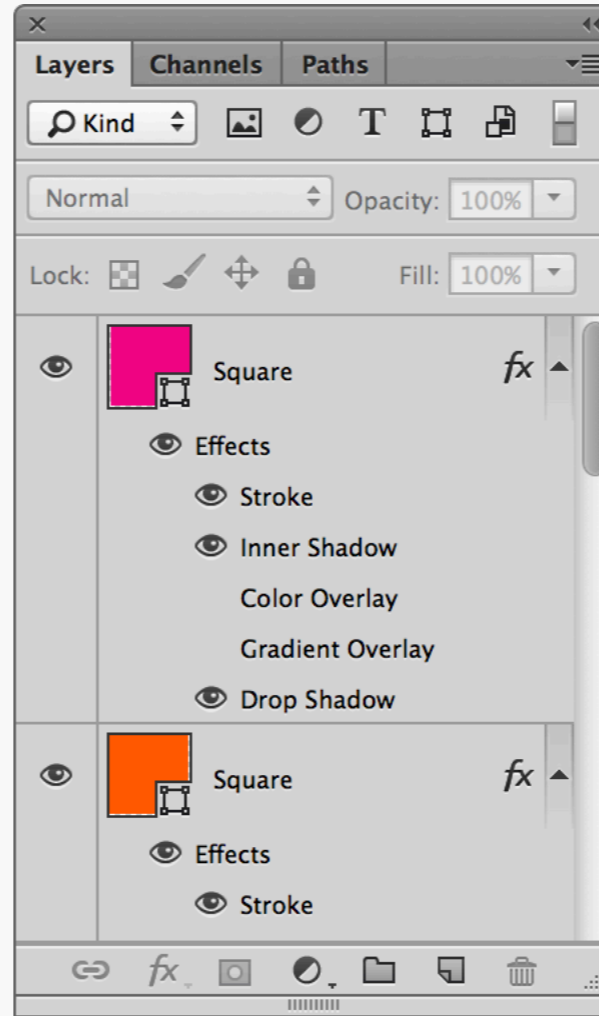 Layers Channels Paths
Kind T
Normal Opacity: 100%
Lock: Fill: 100%
Square fx
Effects
Stroke
Inner Shadow
Color Overlay
Gradient Overlay
Drop Shadow
Square fx
Effects
Stroke
fx